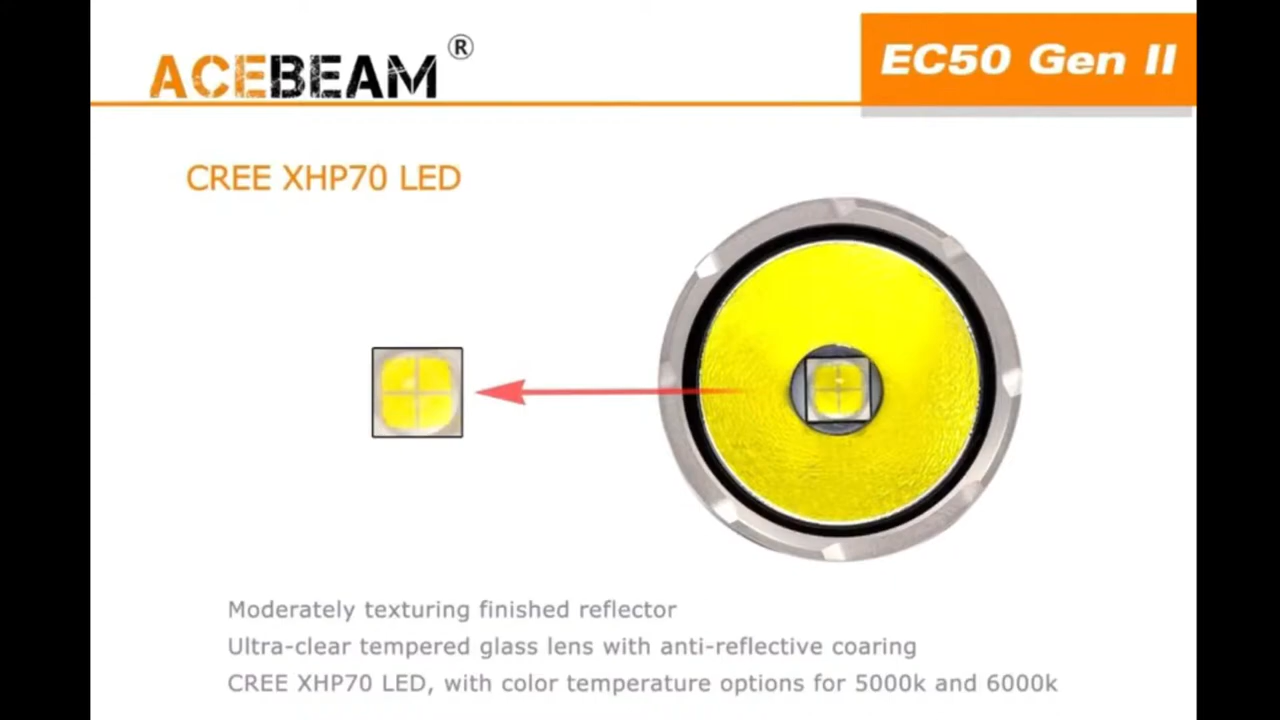 ACEBEAM®
EC50 Gen II
CREE XHP70 LED
Moderately texturing finished reflector
Ultra-clear tempered glass lens with anti-reflective coaring
CREE XHP70 LED, with color temperature options for 5000k and 6000k